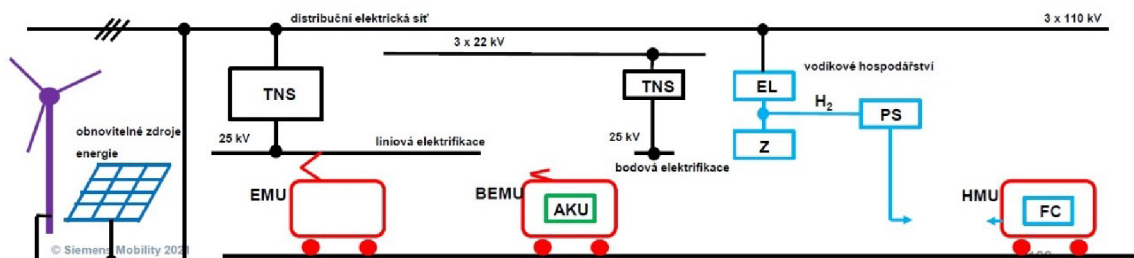 distribuční elektrická síť
3 x 110 kV
3 x 22 kV
TNS
TNS
EL
vodíkové hospodářství
H2
PS
Z
obnovitelné zdroje
energie
25 kV
liniová elektrifikace
25 kV
bodová elektrifikace
EMU
BEMU
AKU
HMU
FC
© Siemens Mobility 2021